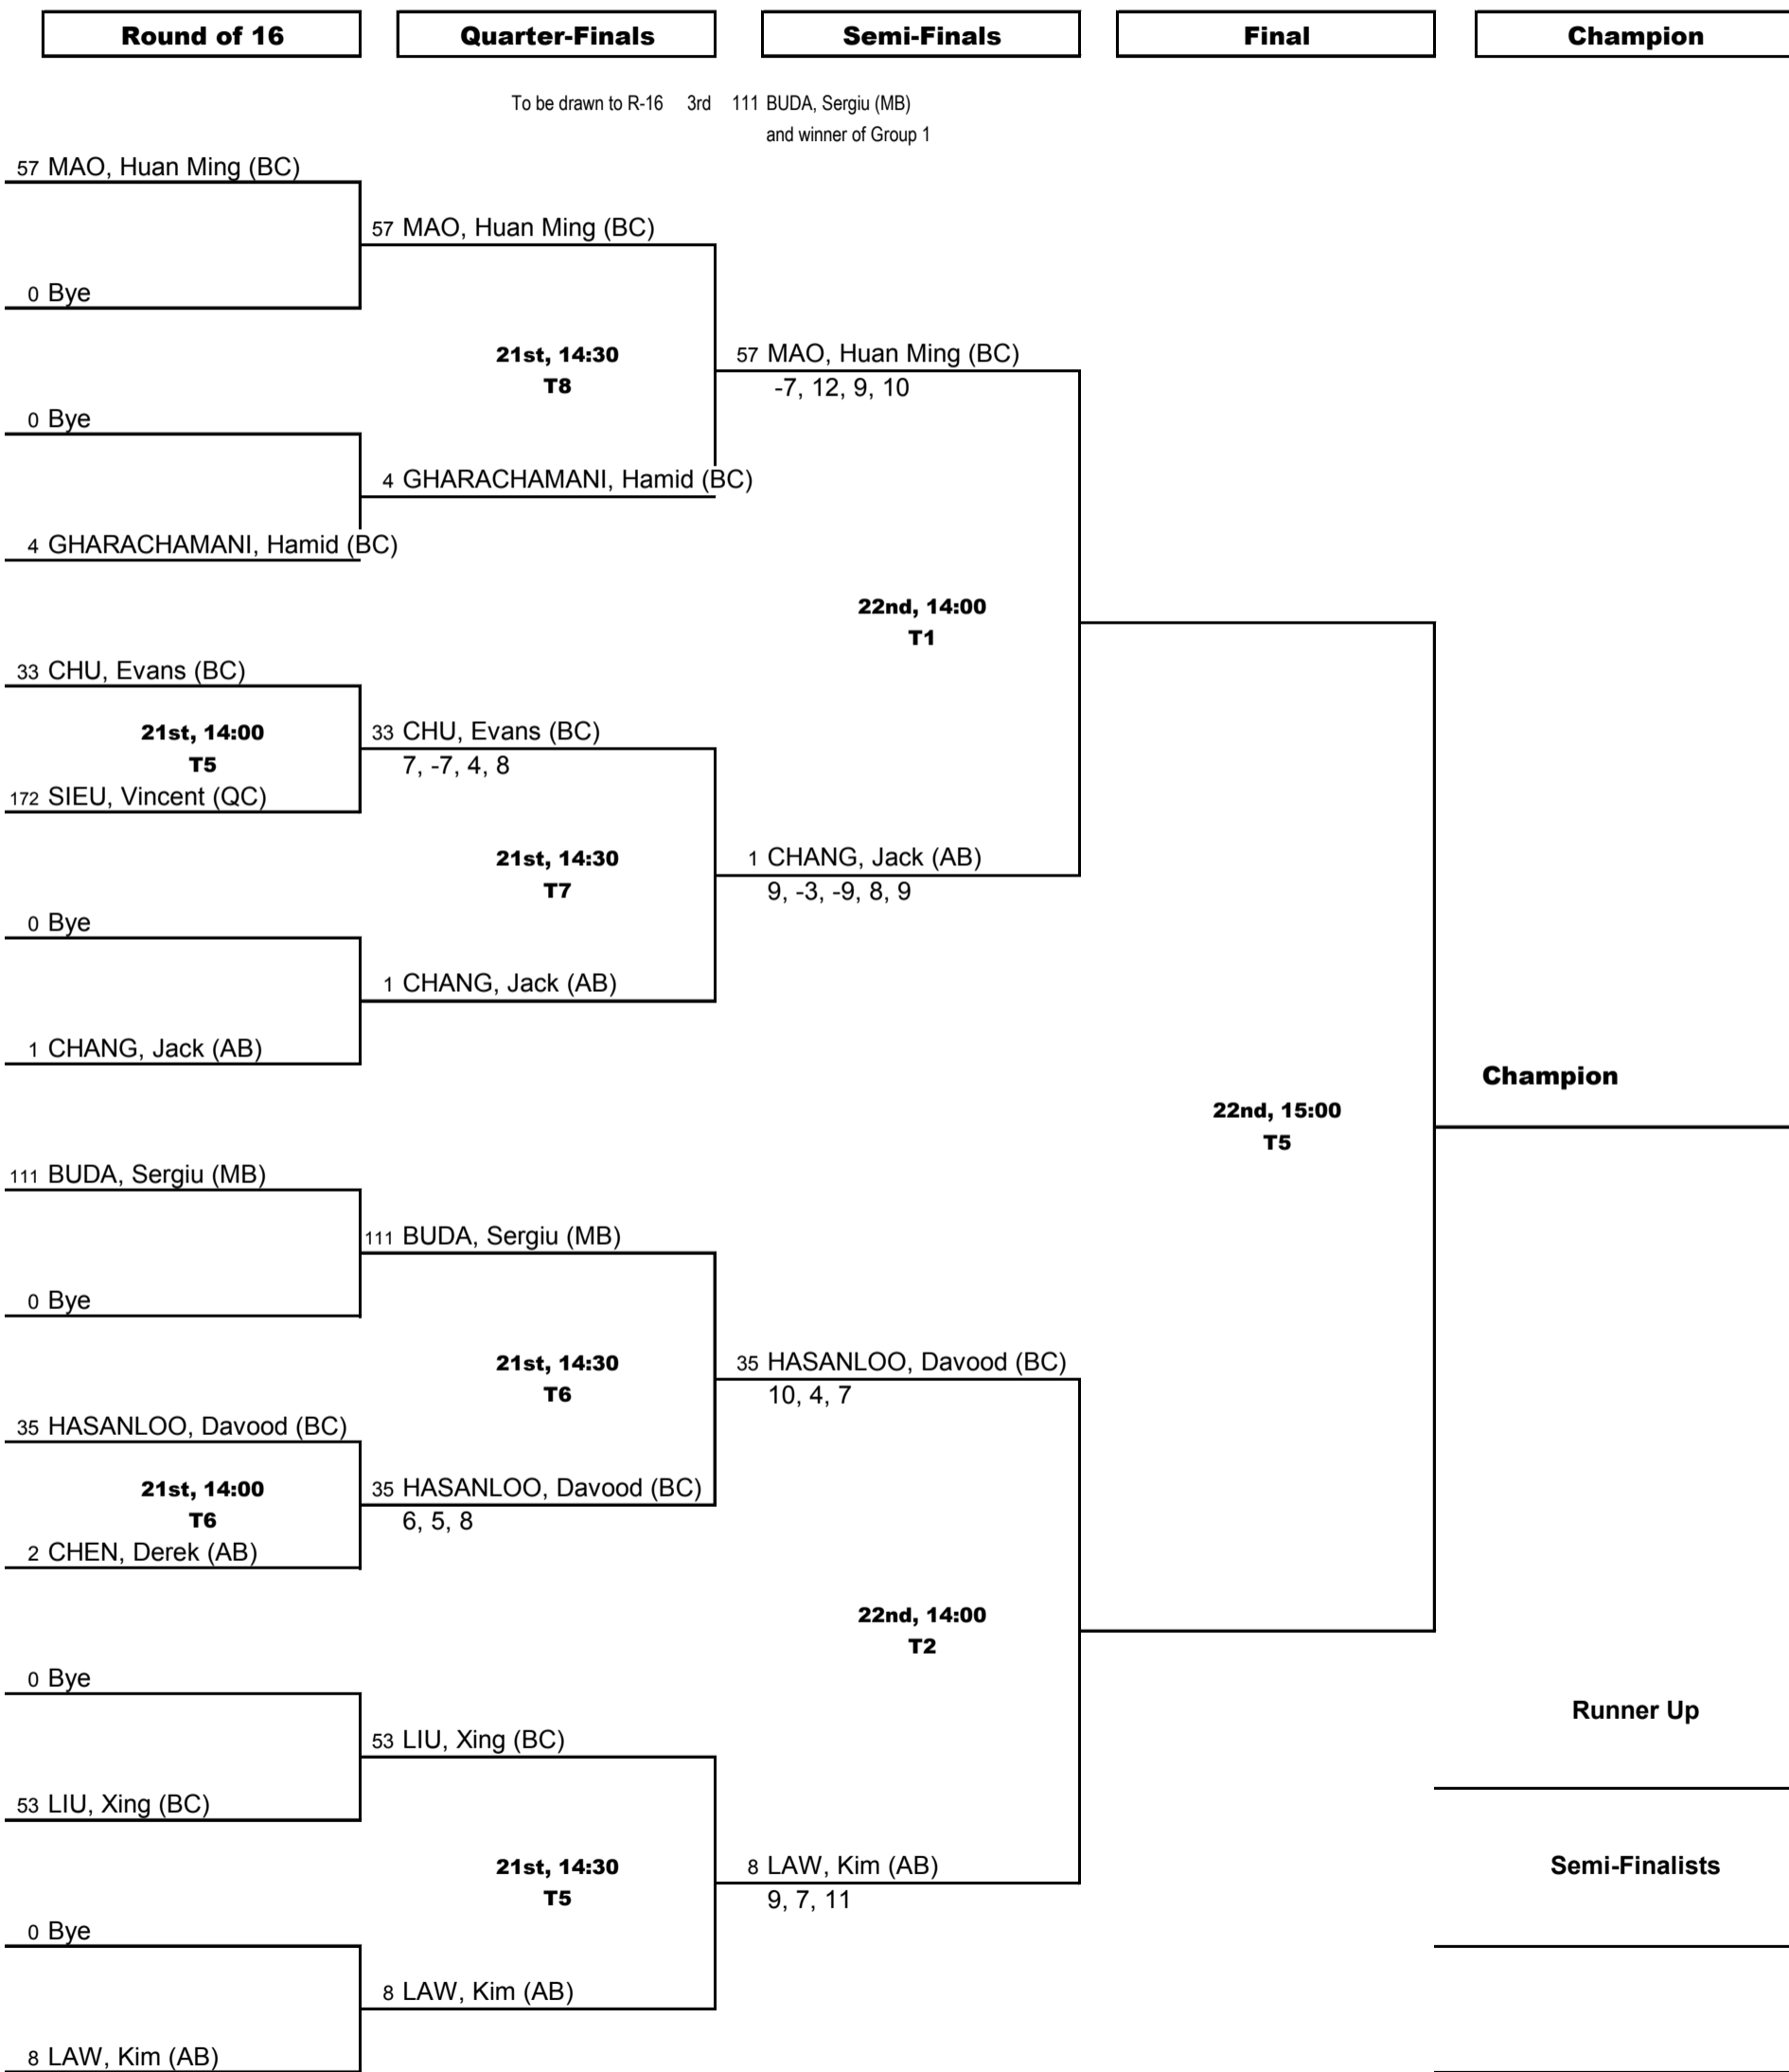 Round of 16 Quarter-Finals Semi-Finals Final Champion
To be drawn to R-16 3rd 111 BUDA, Sergiu (MB)
and winner of Group 1
57 MAO, Huan Ming (BC)
57 MAO, Huan Ming (BC)
0 Bye
21st, 14:30
T8
57 MAO, Huan Ming (BC)
-7, 12, 9, 10
0 Bye
4 GHARACHAMANI, Hamid (BC)
4 GHARACHAMANI, Hamid (BC)
22nd, 14:00
T1
33 CHU, Evans (BC)
21st, 14:00
T5
33 CHU, Evans (BC)
7, -7, 4, 8
172 SIEU, Vincent (QC)
21st, 14:30
T7
1 CHANG, Jack (AB)
9, -3, -9, 8, 9
0 Bye
1 CHANG, Jack (AB)
1 CHANG, Jack (AB)
Champion
22nd, 15:00
T5
111 BUDA, Sergiu (MB)
111 BUDA, Sergiu (MB)
0 Bye
21st, 14:30
T6
35 HASANLOO, Davood (BC)
10, 4, 7
35 HASANLOO, Davood (BC)
21st, 14:00
T6
35 HASANLOO, Davood (BC)
6, 5, 8
2 CHEN, Derek (AB)
22nd, 14:00
T2
0 Bye
Runner Up
53 LIU, Xing (BC)
53 LIU, Xing (BC)
21st, 14:30
T5
8 LAW, Kim (AB)
9, 7, 11
Semi-Finalists
0 Bye
8 LAW, Kim (AB)
8 LAW, Kim (AB)